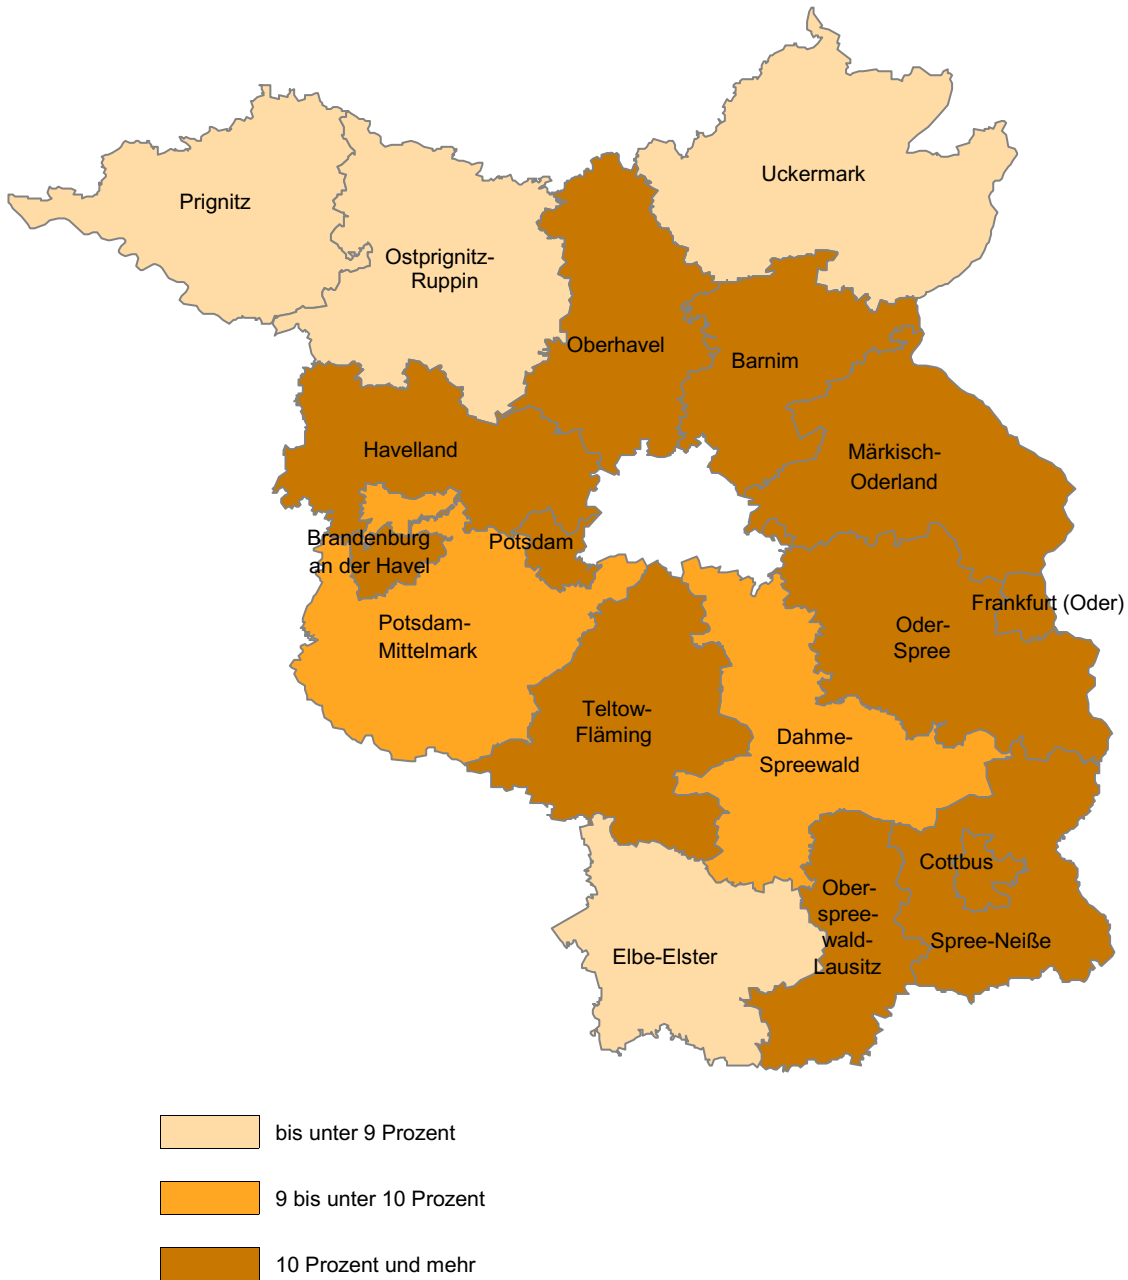 Uckermark
Prignitz
Ostprignitz-
Ruppin
Oberhavel
Barnim
Havelland
Märkisch-
Oderland
Brandenburg
an der Havel
Potsdam
Frankfurt (Oder)
Potsdam-
Mittelmark
Oder-
Spree
Teltow-
Fläming
Dahme-
Spreewald
Cottbus
Ober-
spree-
wald-
Lausitz
Spree-Neiße
Elbe-Elster
bis unter 9 Prozent
9 bis unter 10 Prozent
10 Prozent und mehr